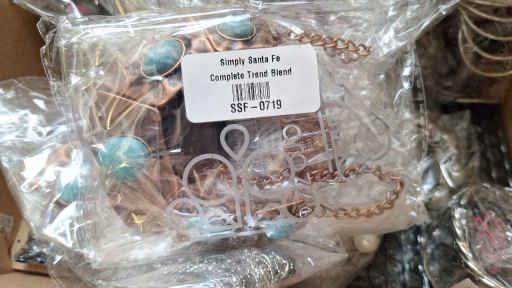 Simply Santa Fe
Complete Trend Blend
SSF-0719